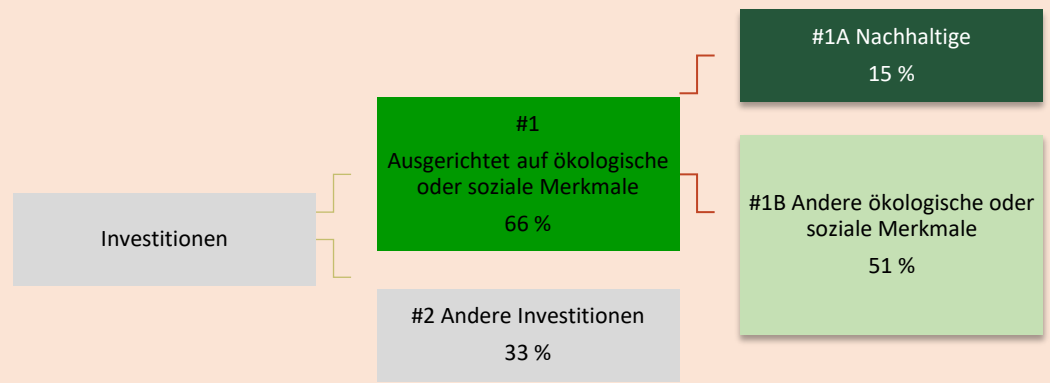 Investitionen
#1
Ausgerichtet auf ökologische
oder soziale Merkmale
66 %
#2 Andere Investitionen
33 %
#1A Nachhaltige
15 %
#1B Andere ökologische oder
soziale Merkmale
51 %